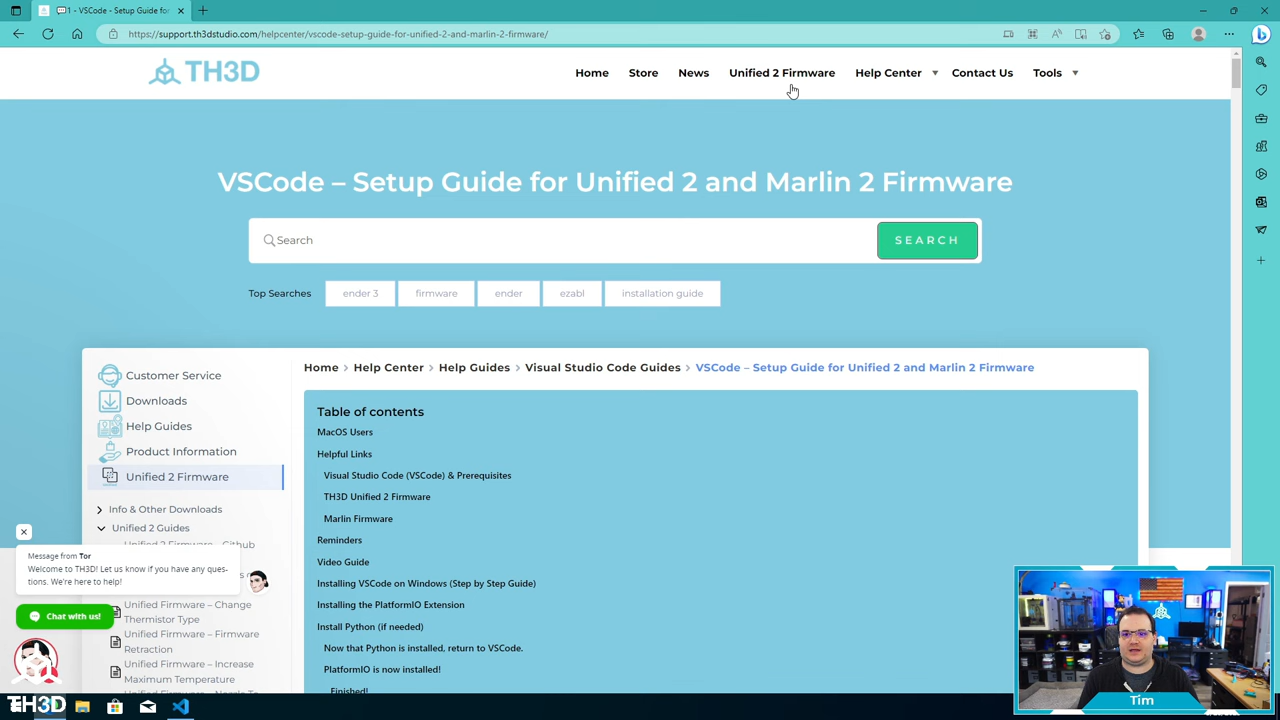 1 - VSCode - Setup Guide for
https://support.th3dstudio.com/helpcenter/vscode-setup-guide-for-unified-2-and-marlin-2-firmware/
TH3D
Home
Store
News
Unified 2 Firmware
Help Center
Contact Us
Tools
VSCode – Setup Guide for Unified 2 and Marlin 2 Firmware
Search
SEARCH
Top Searches
ender 3
firmware
ender
ezabl
installation guide
Customer Service
Downloads
Help Guides
Product Information
Unified 2 Firmware
Info & Other Downloads
Unified 2 Guides
Unified 2 Firmware – Github
Message from Tor
Welcome to TH3D! Let us know if you have any ques-
tions. We're here to help!
Chat with us!
Unified Firmware – Change
Thermistor Type
Unified Firmware – Firmware
Retraction
Unified Firmware – Increase
Maximum Temperature
Home > Help Center > Help Guides > Visual Studio Code Guides > VSCode – Setup Guide for Unified 2 and Marlin 2 Firmware
Table of contents
MacOS Users
Helpful Links
Visual Studio Code (VSCode) & Prerequisites
TH3D Unified 2 Firmware
Marlin Firmware
Reminders
Video Guide
Installing VSCode on Windows (Step by Step Guide)
Installing the PlatformIO Extension
Install Python (if needed)
Now that Python is installed, return to VSCode.
PlatformIO is now installed!
Finished!
TH3D
Tim